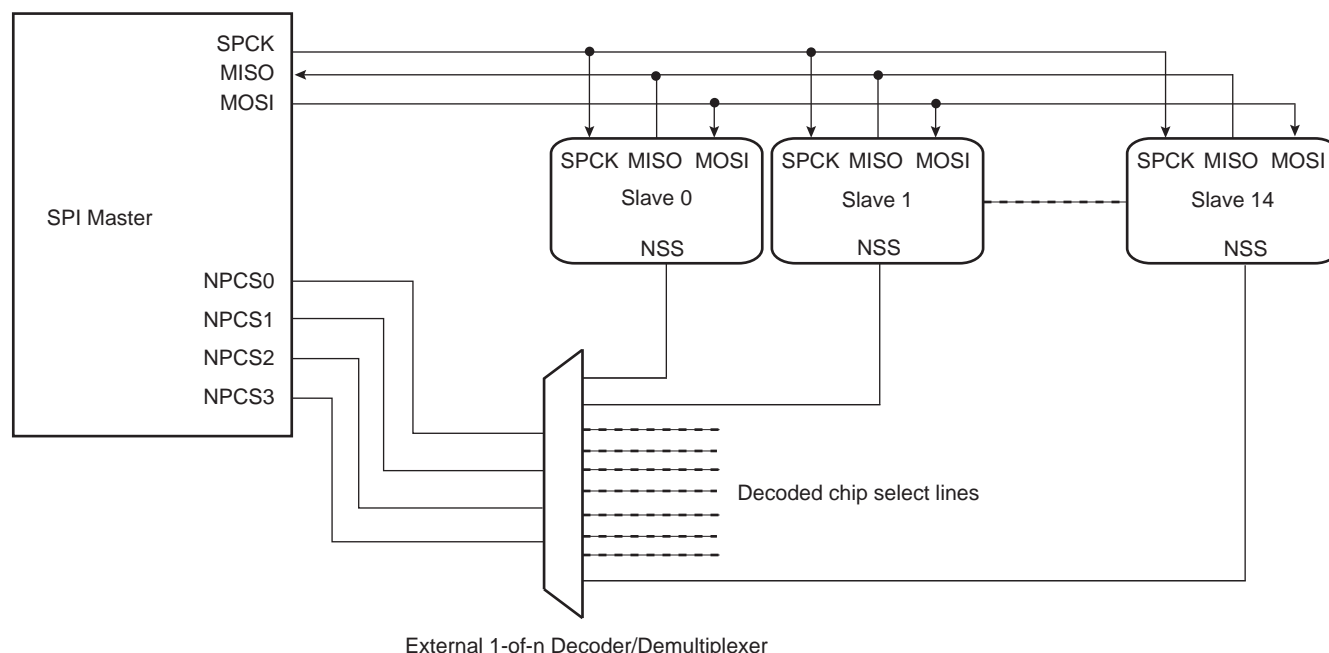 SPCK
MISO
MOSI
SPI Master
NPCS0
NPCS1
NPCS2
NPCS3
SPCK MISO MOSI
Slave 0
NSS
SPCK MISO MOSI
Slave 1
NSS
SPCK MISO MOSI
Slave 14
NSS
Decoded chip select lines
External 1-of-n Decoder/Demultiplexer